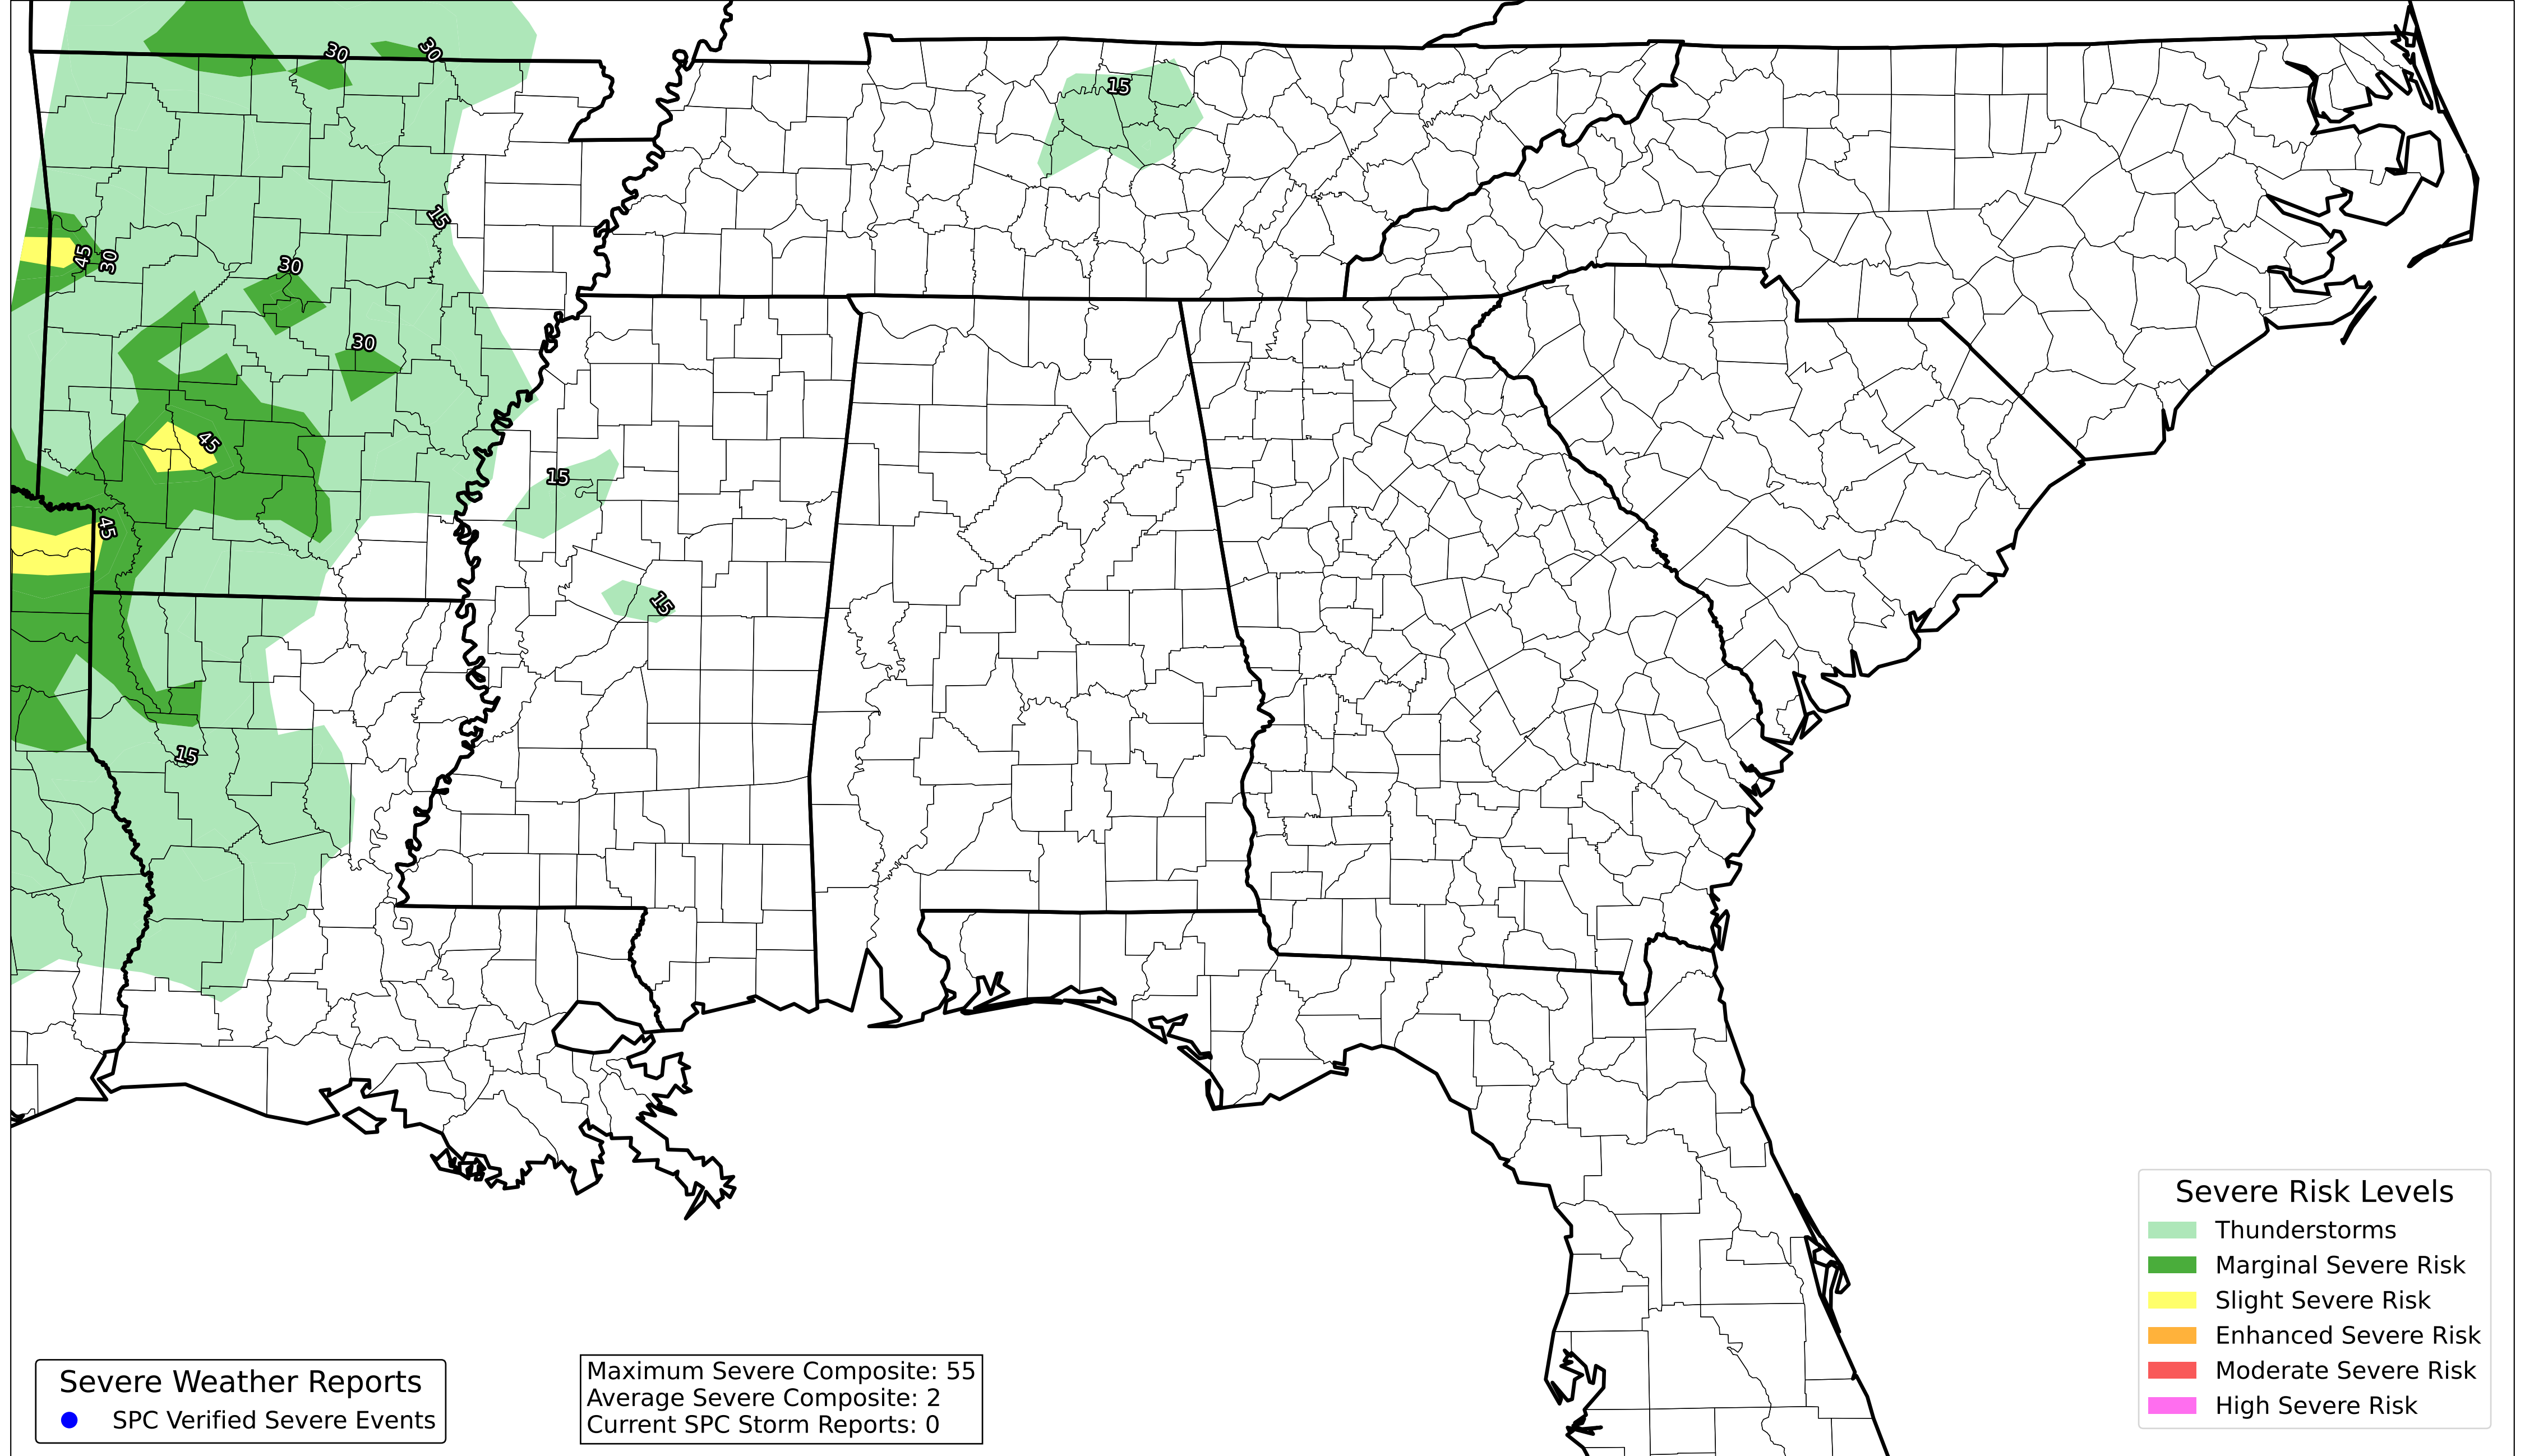 30
30
15
15
45
30
30
30
45
15
45
15
15
Severe Risk Levels
Thunderstorms
Marginal Severe Risk
Slight Severe Risk
Enhanced Severe Risk
Moderate Severe Risk
High Severe Risk
Severe Weather Reports
SPC Verified Severe Events
Maximum Severe Composite: 55
Average Severe Composite: 2
Current SPC Storm Reports: 0